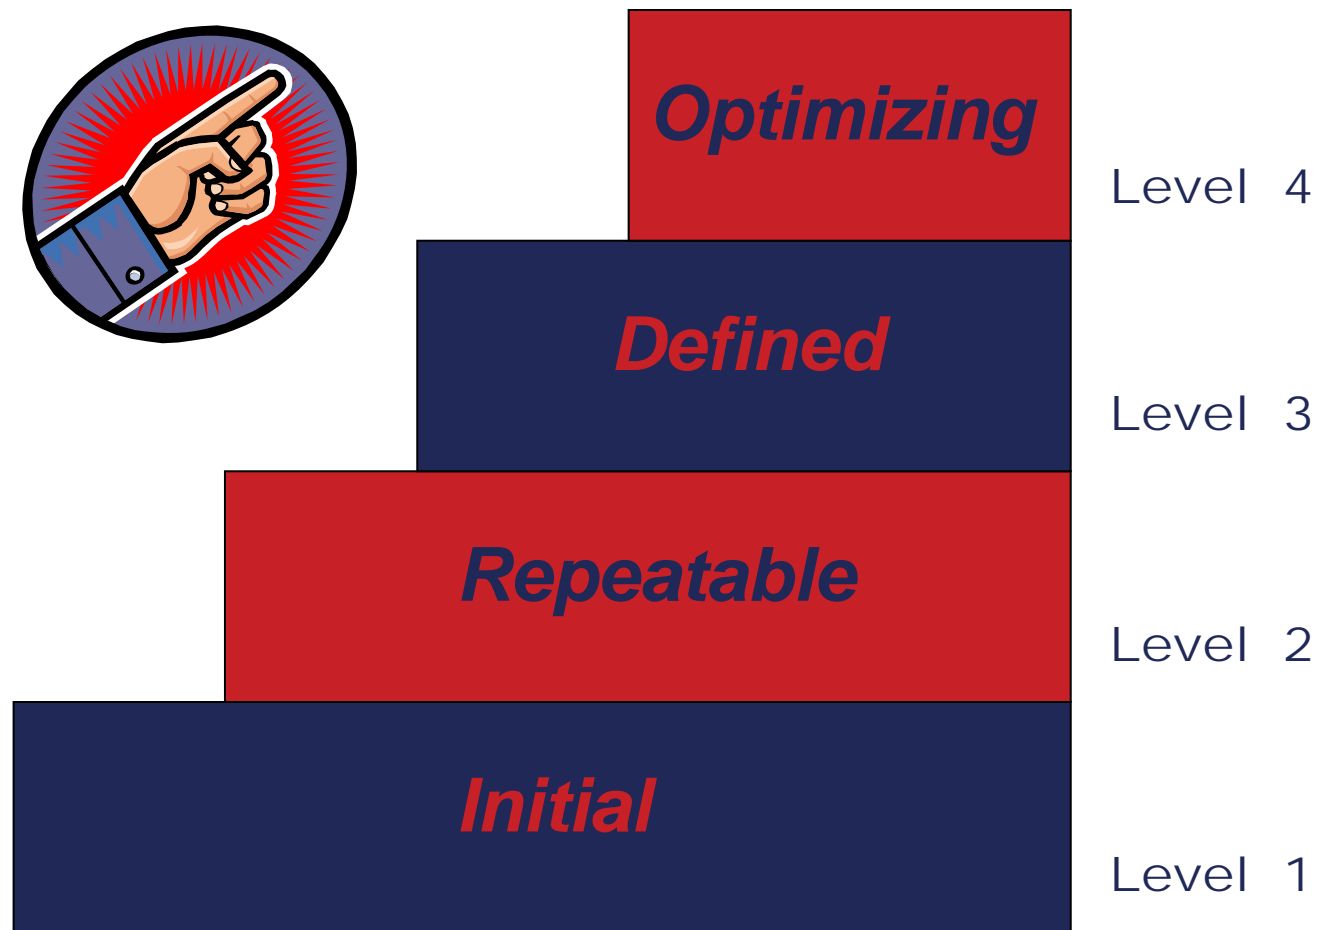 Optimizing
Level 4
Defined
Level 3
Repeatable
Level 2
Initial
Level 1